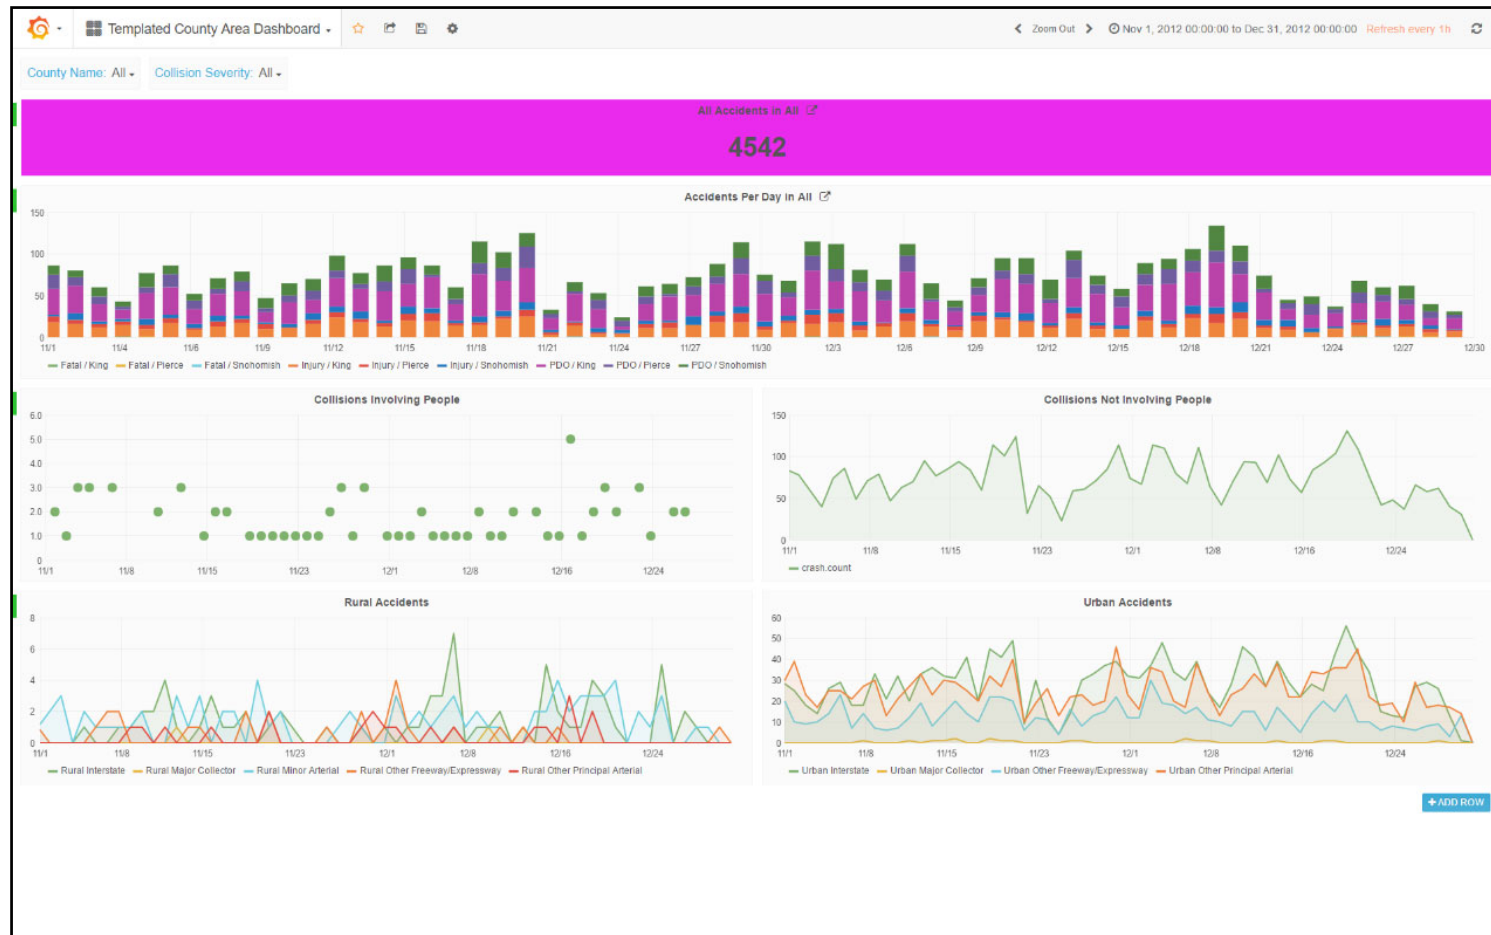 Templated County Area Dashboard
Zoom Out Nov 1, 2012 00:00:00 to Dec 31, 2012 00:00:00 Refresh every 1h
County Name: All Collision Severity: All
All Accidents in All
4542
Accidents Per Day in All
150
100
50
0
11/1 11/4 11/6 11/9 11/12 11/15 11/18 11/21 11/24 11/27 11/30 12/3 12/6 12/9 12/12 12/15 12/18 12/21 12/24 12/27 12/30
Fatal / King Fatal / Pierce Fatal / Snohomish Injury / King Injury / Pierce Injury / Snohomish PDO / King PDO / Pierce PDO / Snohomish
Collisions Involving People
6.0
5.0
4.0
3.0
2.0
1.0
0
11/1 11/8 11/15 11/23 12/1 12/8 12/16 12/24
Collisions Not Involving People
150
100
50
0
11/1 11/8 11/15 11/23 12/1 12/8 12/16 12/24
crash.count
Rural Accidents
8
6
4
2
0
11/1 11/8 11/15 11/23 12/1 12/8 12/16 12/24
Rural Interstate Rural Major Collector Rural Minor Arterial Rural Other Freeway/Expressway Rural Other Principal Arterial
Urban Accidents
60
50
40
30
20
10
0
11/1 11/8 11/15 11/23 12/1 12/8 12/16 12/24
Urban Interstate Urban Major Collector Urban Other Freeway/Expressway Urban Other Principal Arterial
+ ADD ROW